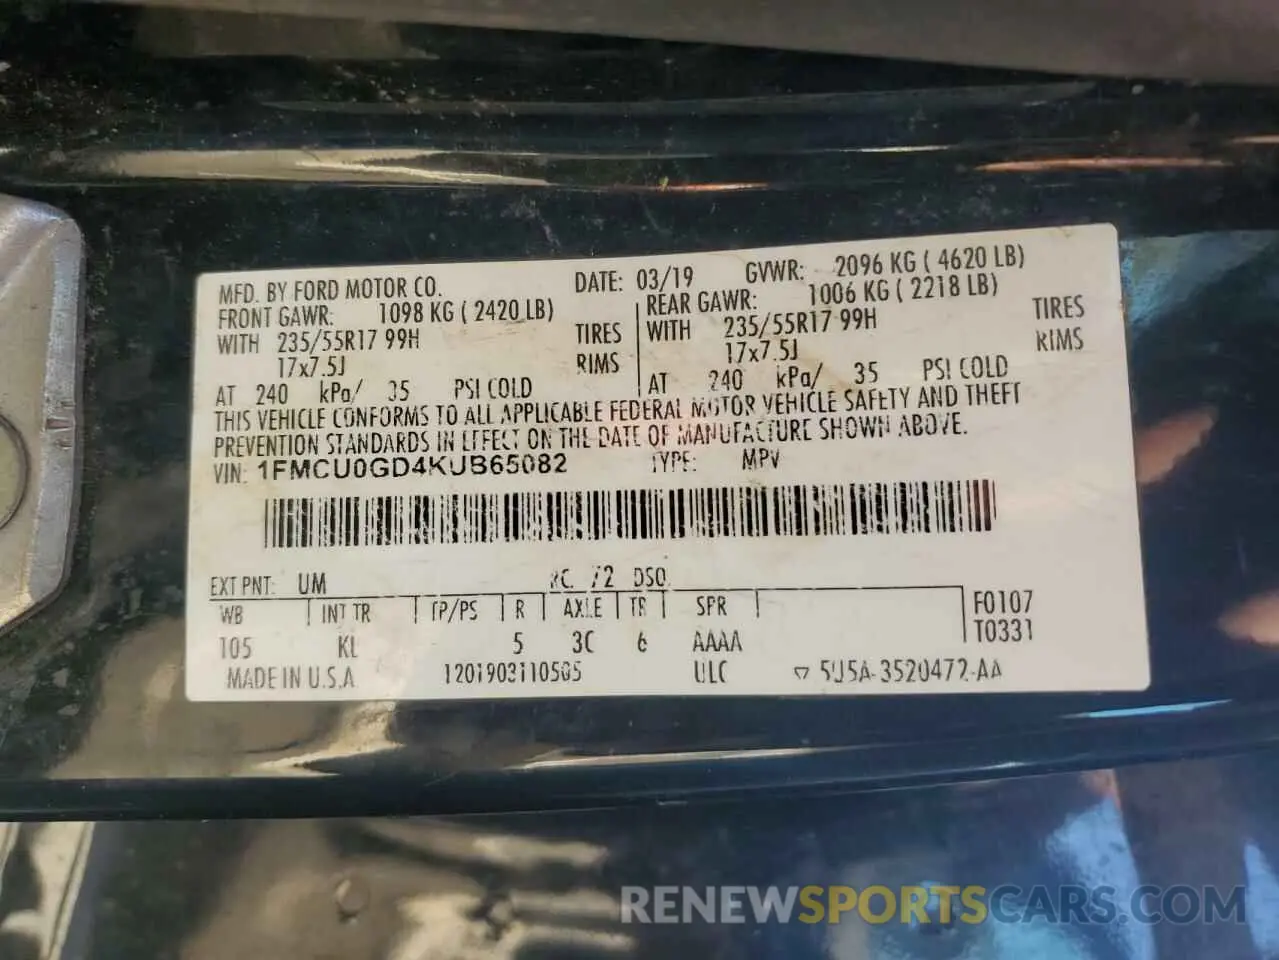 MFD. BY FORD MOTOR CO. DATE: 03/19 GVWR: 2096 KG ( 4620 LB)
FRONT GAWR: 1098 KG ( 2420 LB) REAR GAWR: 1006 KG ( 2218 LB)
WITH 235/55R17 99H TIRES WITH 235/55R17 99H TIRES
17x7.5J RIMS 17x7.5J RIMS
AT 240 kPa/ 35 PSI COLD AT 240 kPa/ 35 PSI COLD
THIS VEHICLE CONFORMS TO ALL APPLICABLE FEDERAL MOTOR VEHICLE SAFETY AND THEFT
PREVENTION STANDARDS IN EFFECT ON THE DATE OF MANUFACTURE SHOWN ABOVE.
VIN: 1FMCU0GD4KUB65082 TYPE: MPV
EXT PNT: UM RC: 72 DSO:
WB INT TR TP/PS R AXLE TR SPR F0107
105 KL 5 3C 6 AAAA T0331
MADE IN U.S.A ULC
RENEWSPORTSCARS.COM